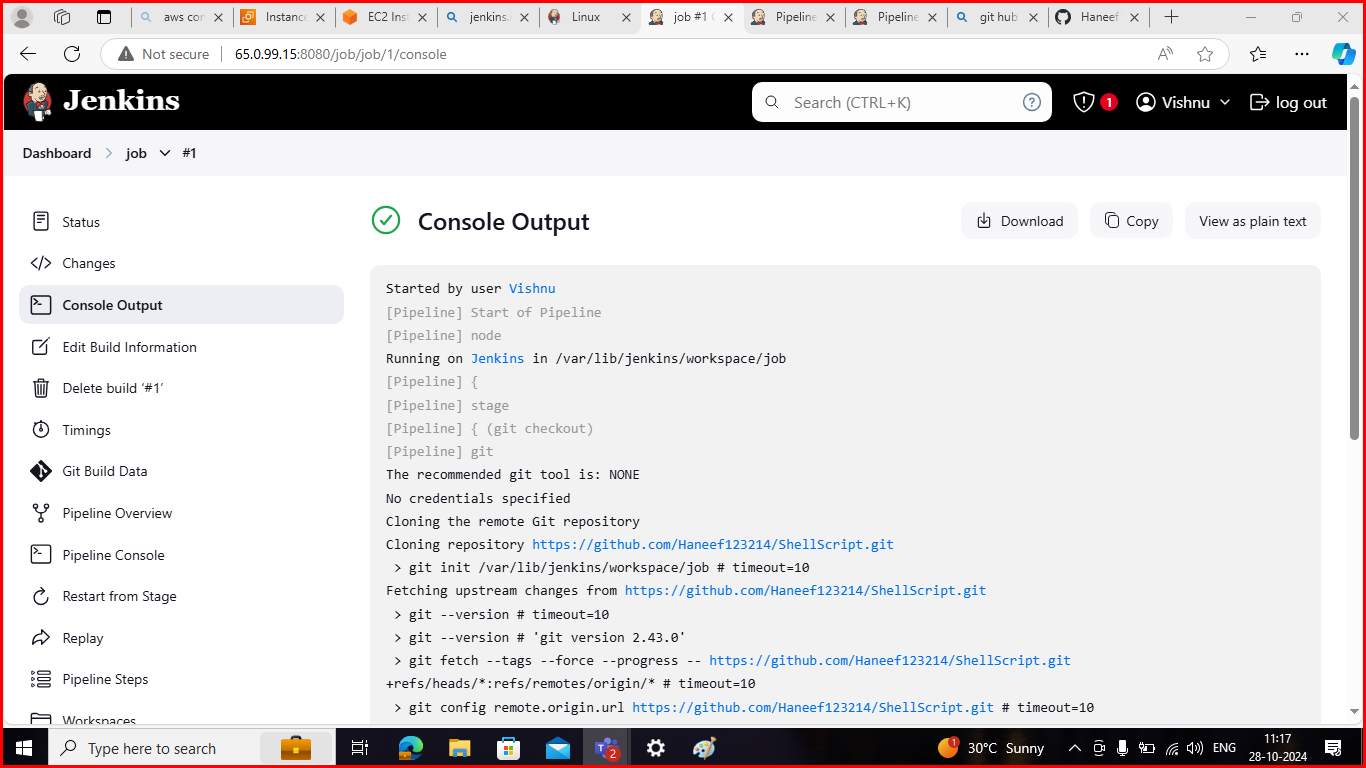 aws cor
Instance
EC2 Inst
jenkins.
Linux
job #1 C
Pipeline
Pipeline
git hub
Haneef
Not secure
65.0.99.15:8080/job/job/1/console
Jenkins
Search (CTRL+K)
1
Vishnu
log out
Dashboard
job
#1
Status
Changes
Console Output
Edit Build Information
Delete build ‘#1’
Timings
Git Build Data
Pipeline Overview
Pipeline Console
Restart from Stage
Replay
Pipeline Steps
Workspaces
Console Output
Download
Copy
View as plain text
Started by user Vishnu
[Pipeline] Start of Pipeline
[Pipeline] node
Running on Jenkins in /var/lib/jenkins/workspace/job
[Pipeline] {
[Pipeline] stage
[Pipeline] { (git checkout)
[Pipeline] git
The recommended git tool is: NONE
No credentials specified
Cloning the remote Git repository
Cloning repository https://github.com/Haneef123214/ShellScript.git
> git init /var/lib/jenkins/workspace/job # timeout=10
Fetching upstream changes from https://github.com/Haneef123214/ShellScript.git
> git --version # timeout=10
> git --version # 'git version 2.43.0'
> git fetch --tags --force --progress -- https://github.com/Haneef123214/ShellScript.git
+refs/heads/*:refs/remotes/origin/* # timeout=10
> git config remote.origin.url https://github.com/Haneef123214/ShellScript.git # timeout=10
Type here to search
2
1
30°C Sunny
ENG
11:17
28-10-2024